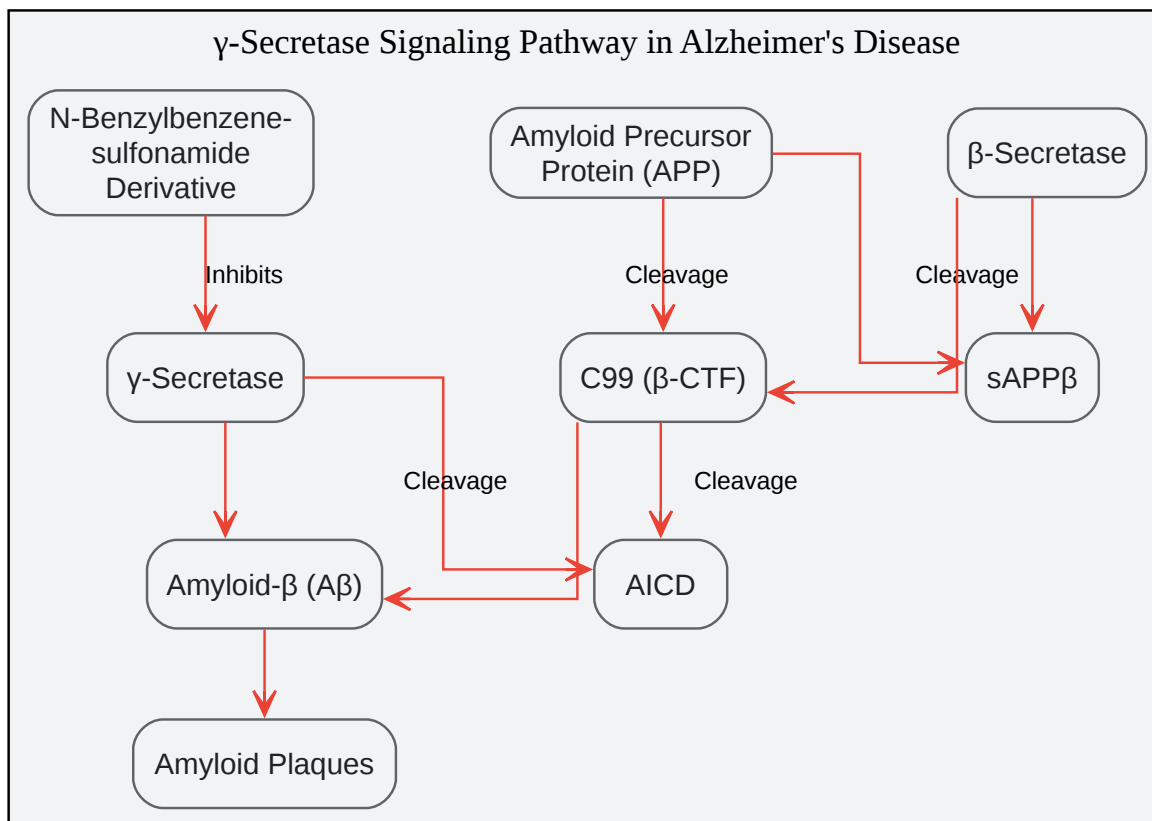 γ-Secretase Signaling Pathway in Alzheimer's Disease
N-Benzylbenzene-
sulfonamide
Derivative
Amyloid Precursor
Protein (APP)
β-Secretase
Inhibits
Cleavage
Cleavage
γ-Secretase
C99 (β-CTF)
sAPPβ
Cleavage
Cleavage
Amyloid-β (Aβ)
AICD
Amyloid Plaques